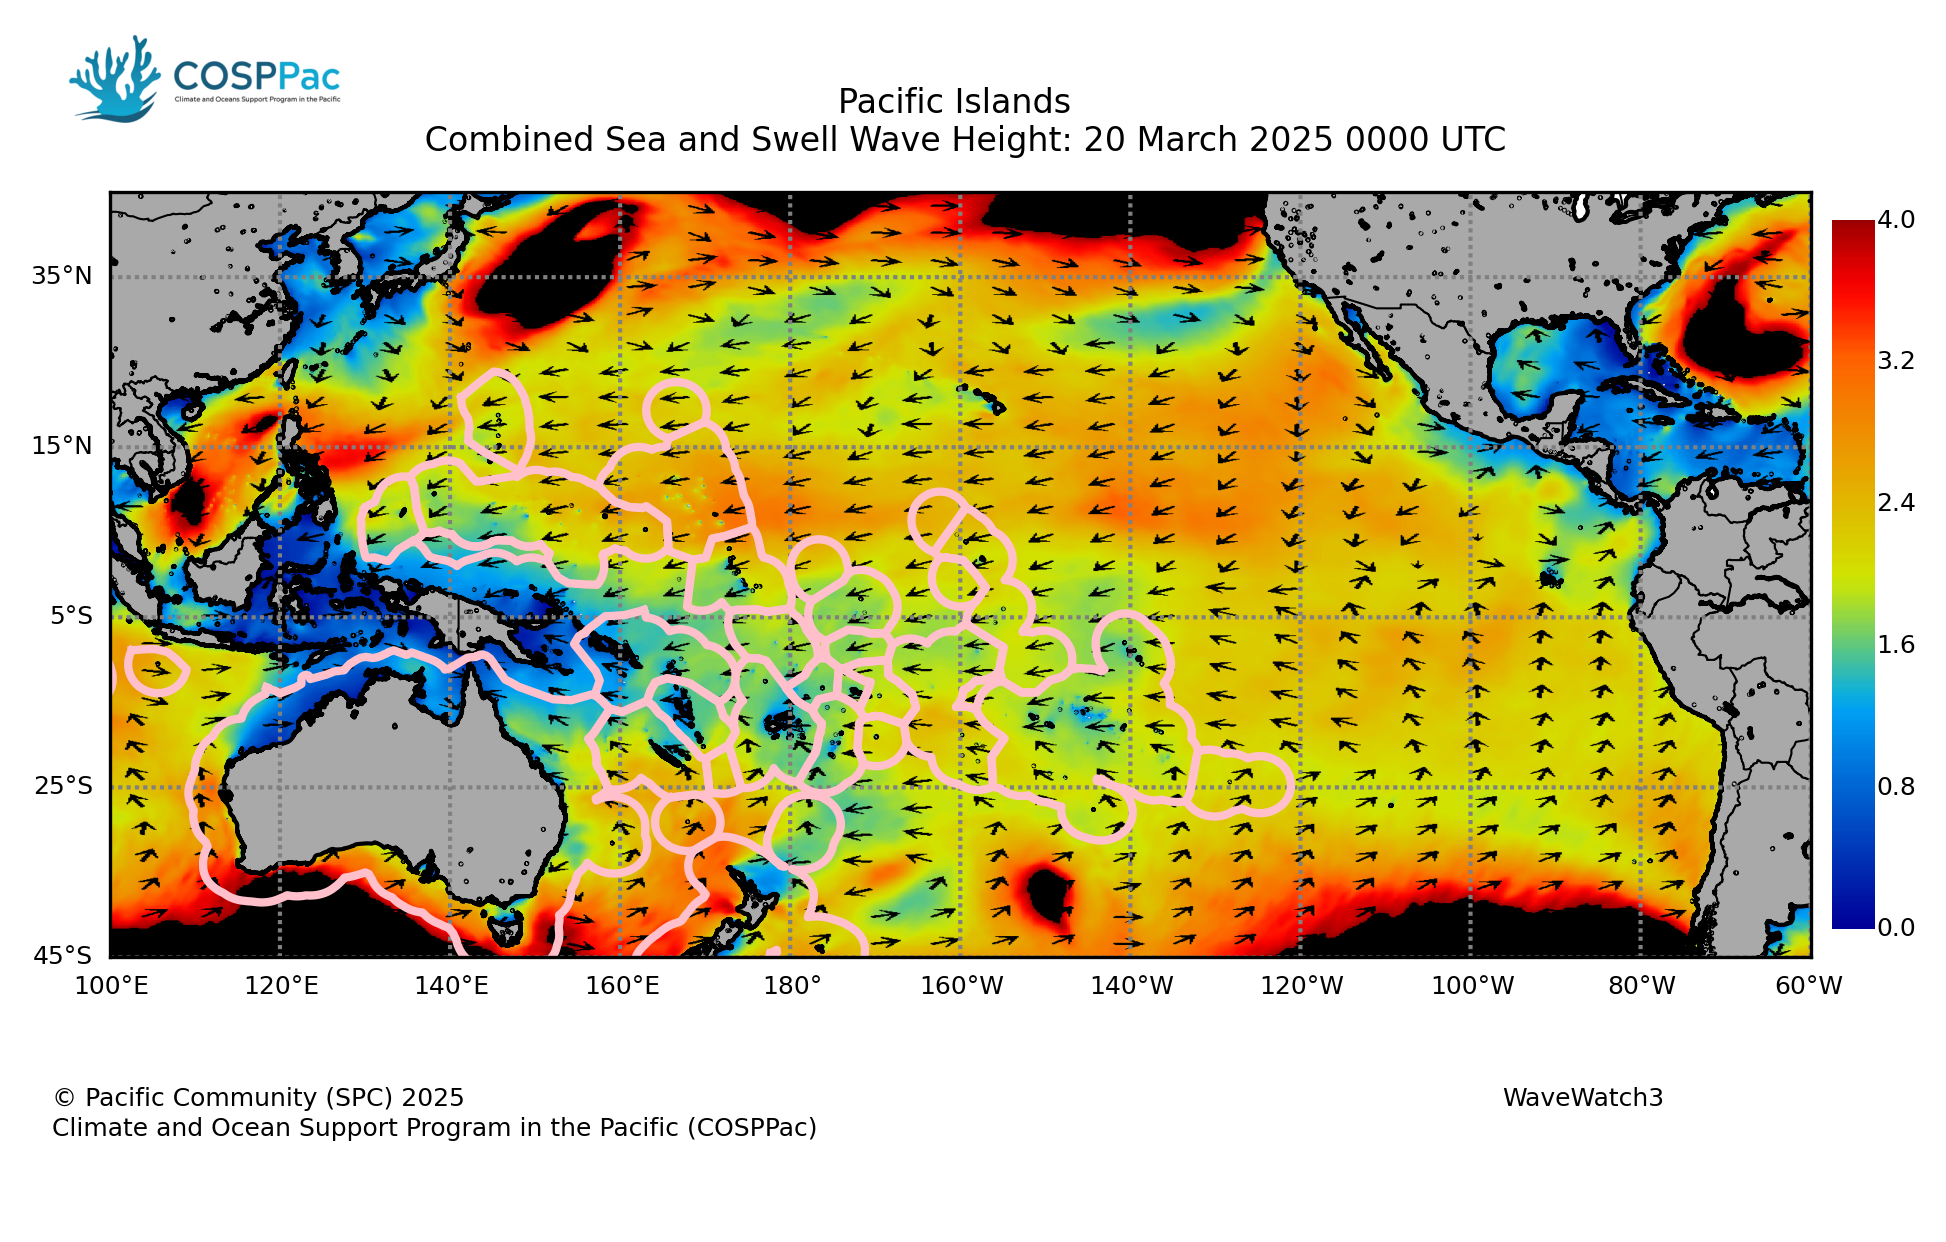 COSPPac
Climate and Oceans Support Program in the Pacific
Pacific Islands
Combined Sea and Swell Wave Height: 20 March 2025 0000 UTC
35°N
15°N
5°S
25°S
45°S
100°E 120°E 140°E 160°E 180° 160°W 140°W 120°W 100°W 80°W 60°W
4.0
3.2
2.4
1.6
0.8
0.0
© Pacific Community (SPC) 2025
Climate and Ocean Support Program in the Pacific (COSPPac)
WaveWatch3